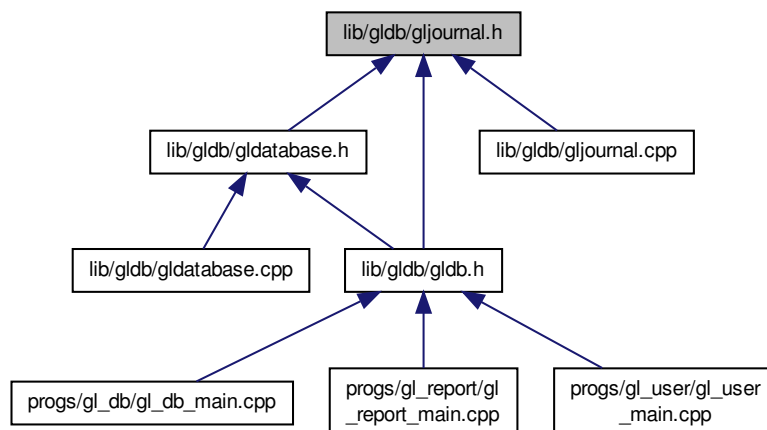 lib/gldb/gljournal.h
lib/gldb/gldatabase.h
lib/gldb/gljournal.cpp
lib/gldb/gldatabase.cpp
lib/gldb/gldb.h
progs/gl_db/gl_db_main.cpp
progs/gl_report/gl
_report_main.cpp
progs/gl_user/gl_user
_main.cpp